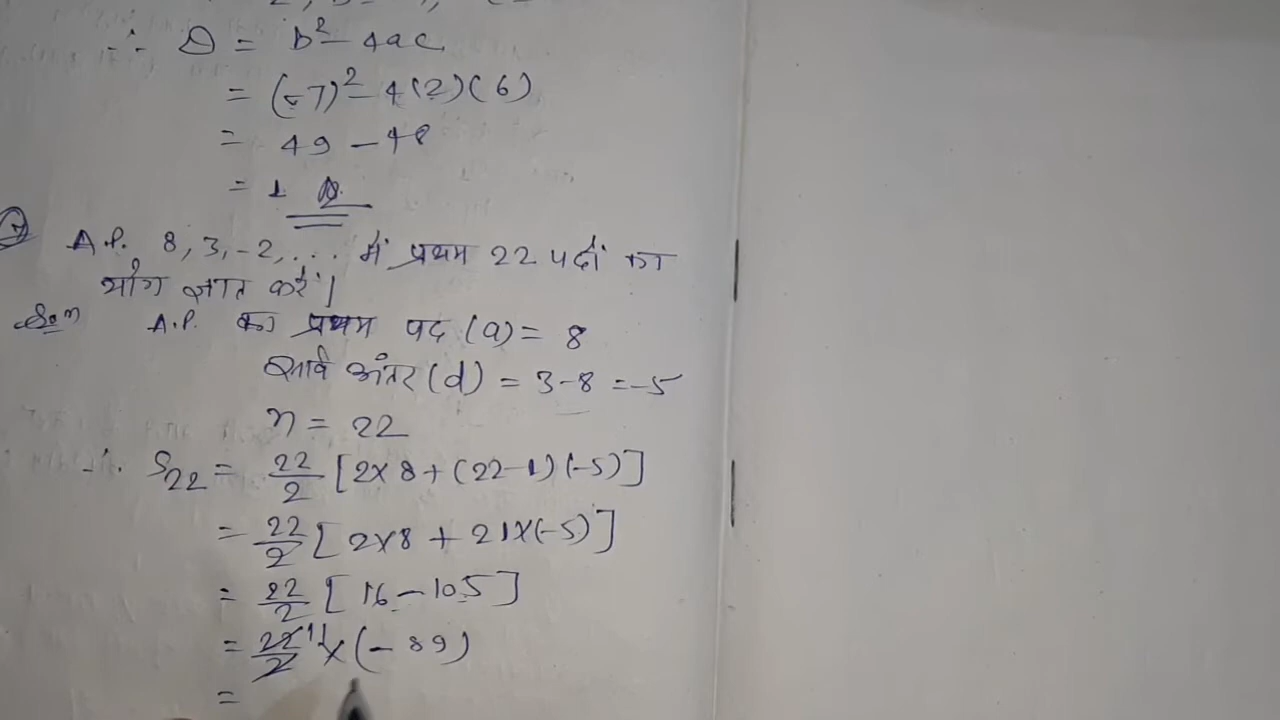 ∴ D = b² - 4ac
= (-7)² - 4(2)(6)
= 49 - 48
= 1
A.P. 8, 3, -2, ... में प्रथम 22 पदों का
योग ज्ञात करें।
Soln A.P. का प्रथम पद (a) = 8
सार्व अंतर (d) = 3-8 = -5
n = 22
∴ S₂₂ = 22/2 [2×8+(22-1)(-5)]
= 22/2 [2×8 + 21×(-5)]
= 22/2 [16-105]
= 22/2 11 × (-89)
=